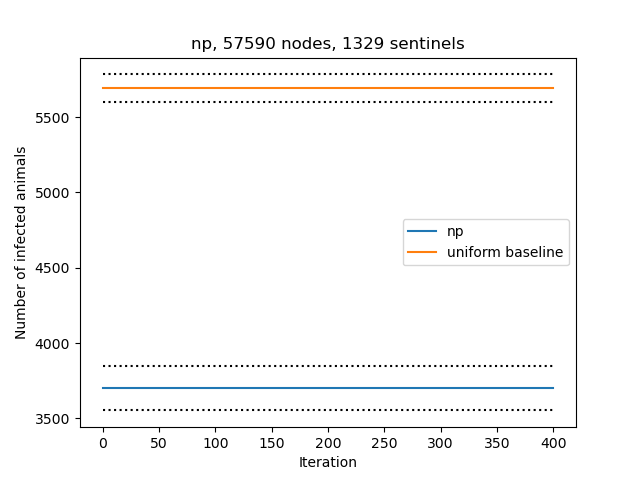 np, 57590 nodes, 1329 sentinels
Number of infected animals
5500
5000
4500
4000
3500
np
uniform baseline
0 50 100 150 200 250 300 350 400
Iteration